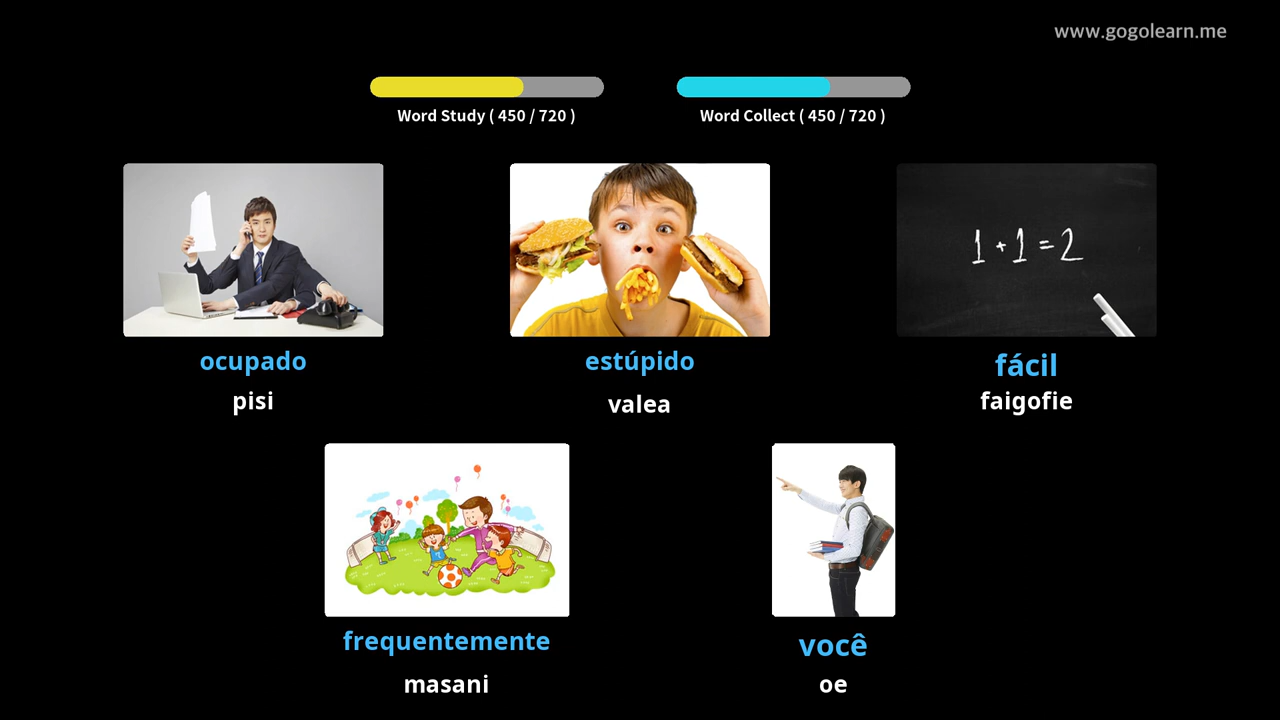 www.gogolearn.me
Word Study ( 450 / 720 )
Word Collect ( 450 / 720 )
1 + 1 = 2
ocupado
pisi
estúpido
valea
fácil
faigofie
frequentemente
masani
você
oe